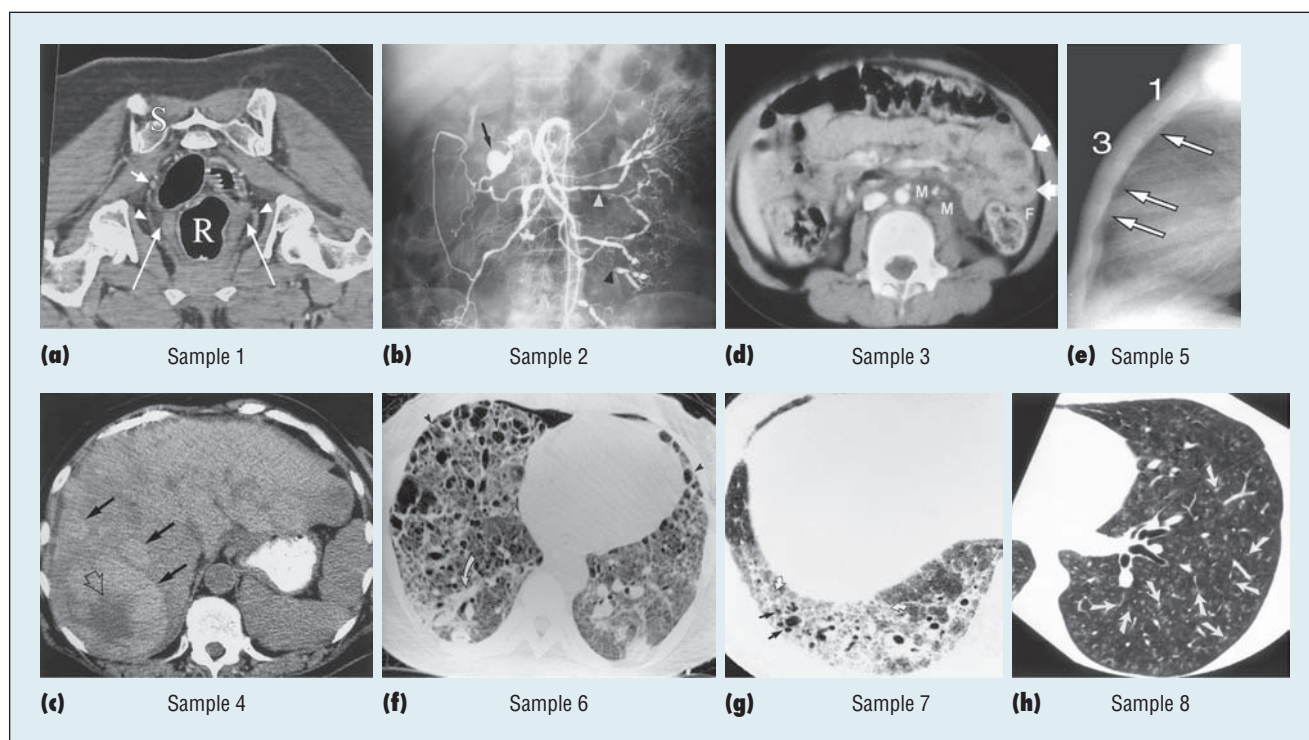 S
R
M
M
F
1
3
(a) Sample 1
(b) Sample 2
(d) Sample 3
(e) Sample 5
(c) Sample 4
(f) Sample 6
(g) Sample 7
(h) Sample 8